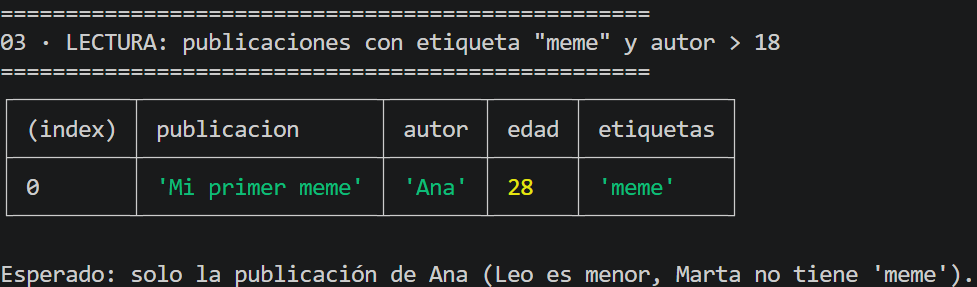 ==================================================
03 · LECTURA: publicaciones con etiqueta "meme" y autor > 18
==================================================
(index) publicacion autor edad etiquetas
0 'Mi primer meme' 'Ana' 28 'meme'
Esperado: solo la publicación de Ana (Leo es menor, Marta no tiene 'meme').